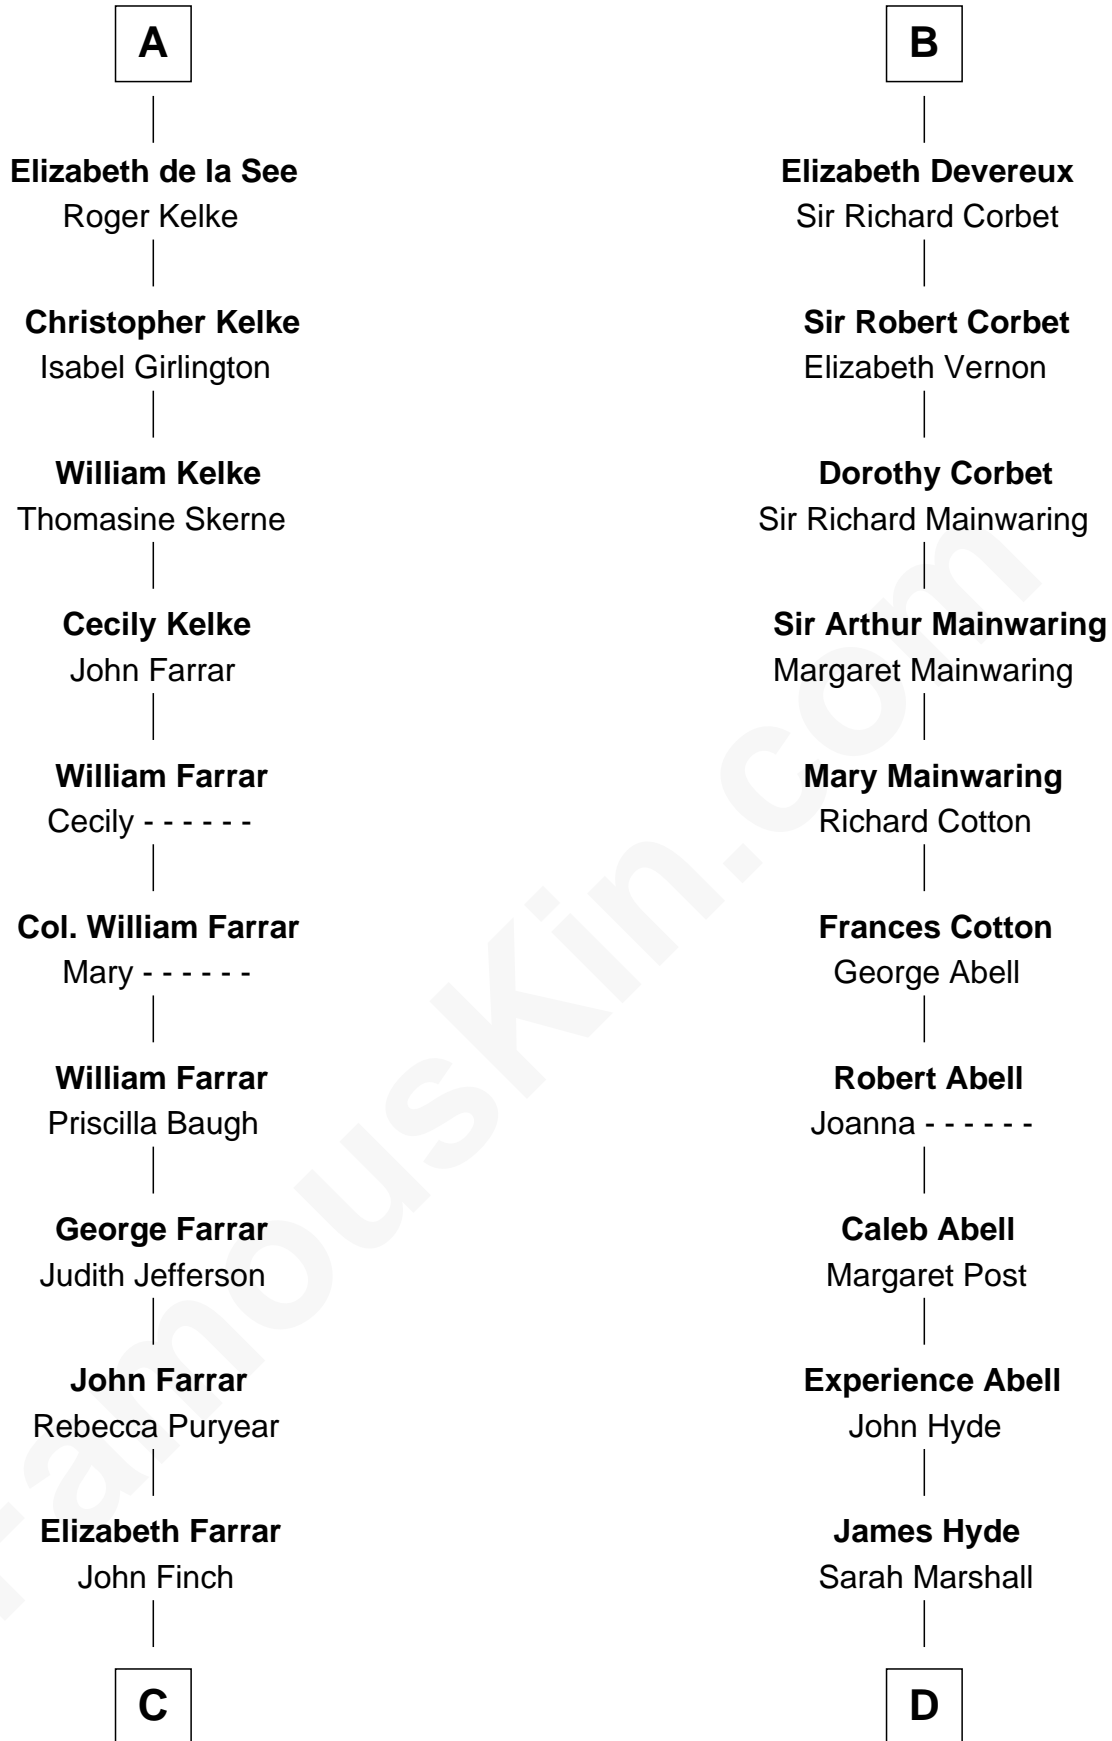 A
Elizabeth de la See
Roger Kelke
Christopher Kelke
Isabel Girlington
William Kelke
Thomasine Skerne
Cecily Kelke
John Farrar
William Farrar
Cecily - - - - - -
Col. William Farrar
Mary - - - - - -
William Farrar
Priscilla Baugh
George Farrar
Judith Jefferson
John Farrar
Rebecca Puryear
Elizabeth Farrar
John Finch
C
B
Elizabeth Devereux
Sir Richard Corbet
Sir Robert Corbet
Elizabeth Vernon
Dorothy Corbet
Sir Richard Mainwaring
Sir Arthur Mainwaring
Margaret Mainwaring
Mary Mainwaring
Richard Cotton
Frances Cotton
George Abell
Robert Abell
Joanna - - - - - -
Caleb Abell
Margaret Post
Experience Abell
John Hyde
James Hyde
Sarah Marshall
D
FamousKin.com